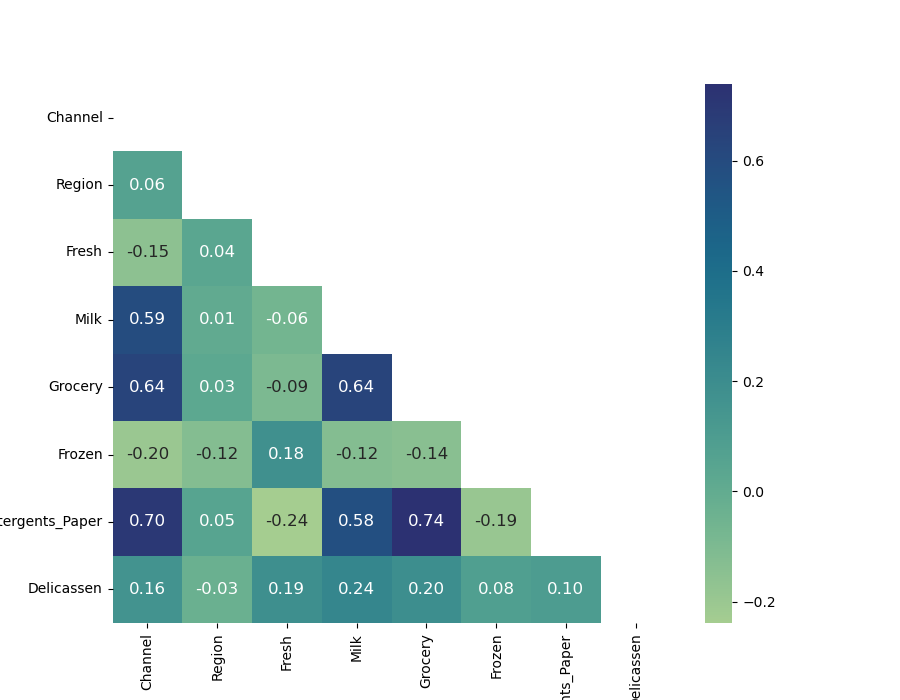 Channel
Region 0.06
Fresh -0.15 0.04
Milk 0.59 0.01 -0.06
Grocery 0.64 0.03 -0.09 0.64
Frozen -0.20 -0.12 0.18 -0.12 -0.14
tergents_Paper 0.70 0.05 -0.24 0.58 0.74 -0.19
Delicassen 0.16 -0.03 0.19 0.24 0.20 0.08 0.10
Channel
Region
Fresh
Milk
Grocery
Frozen
nts_Paper
elicassen
0.6
0.4
0.2
0.0
−0.2